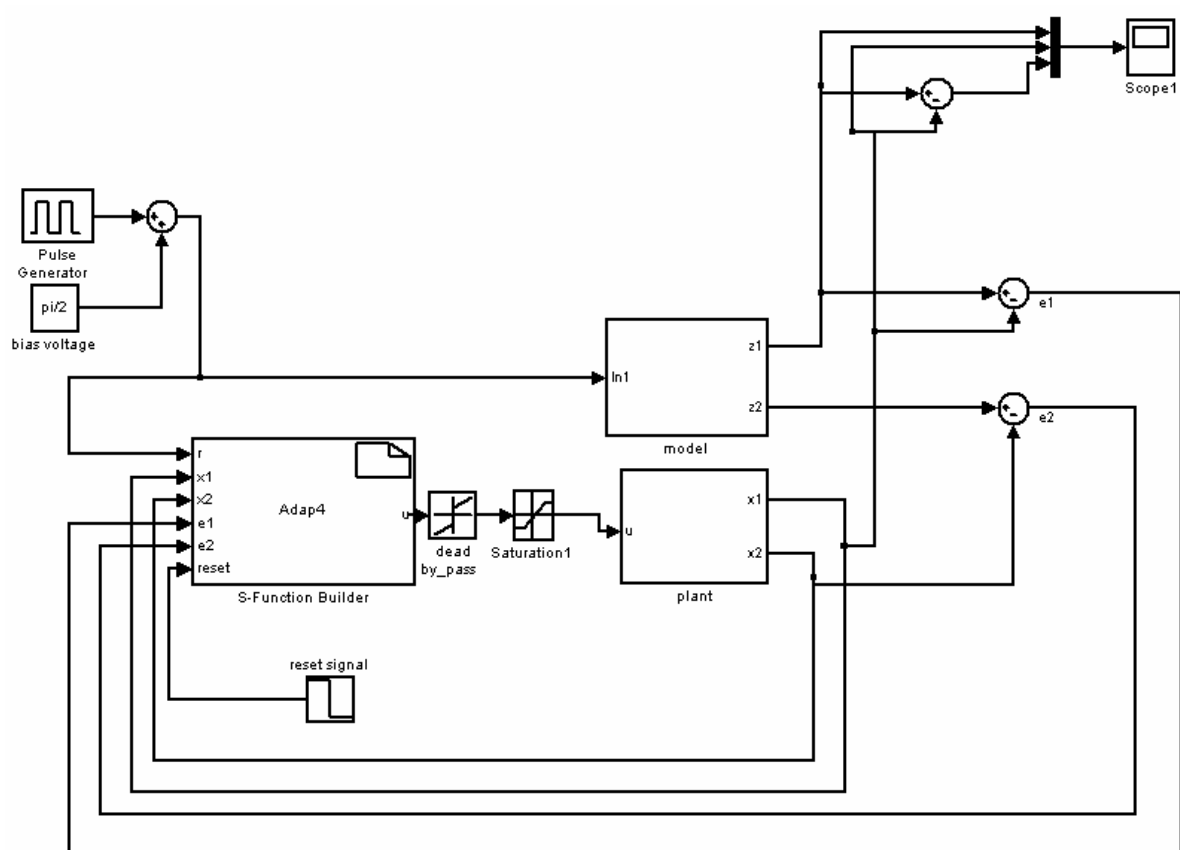 Scope1
Pulse
Generator
pi/2
bias voltage
In1
z1
z2
model
e1
e2
r
x1
x2
e1
e2
reset
Adap4
u
S-Function Builder
dead
by_pass
Saturation1
u
x1
x2
plant
reset signal